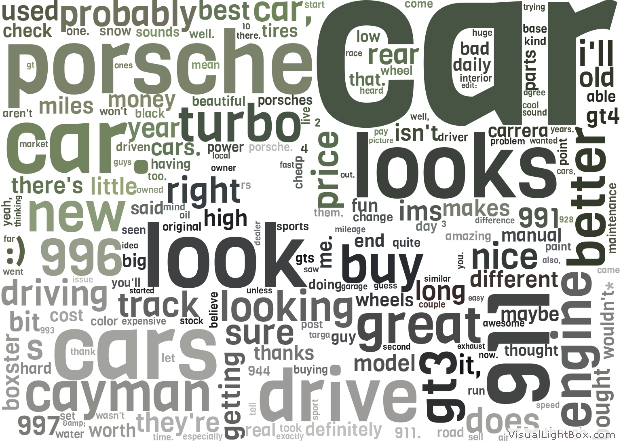 used probably best car, start come trying
check one. snow sounds well. 10 there. tires
car
porsche
gt ones mean
low rear race wheel that. heard
huge bad daily interior edit:
base kind parts agree cool sound
i'll old able gt4
aren't miles money beautiful porsches
won't black
car. market guys. driven cars. year turbo live 2
power porsche. local owner fast cheap 4
having too. owned
there's little
price out. them.
pay picture isn't driver carrera years.
problem wanted point cars.
looks
better
maintenance
yeah, thinking new said mind oil right rs high
fun change ims makes 991 928
day 3 difference
far :) went 996 seen idea big original look dealer sports
gts saw me. mileage end quite
amazing. manual paint also,
you. nice different came
issue you'll started
driving track believe unless looking doing garage guess buy wheels
similar long couple easy
911 engine
bit 993 cost color expensive stock
sure post targa guy great second exhaust awesome now.
maybe thought wouldn't
boxster s hard thank cars let getting thanks
944 buying model gt3 it, run
cayman drive bought
997 set &amp; wasn't water worth they're
time. especially real tell took exactly sport definitely 911.
road sell does auto speed
VisualLightBox.com